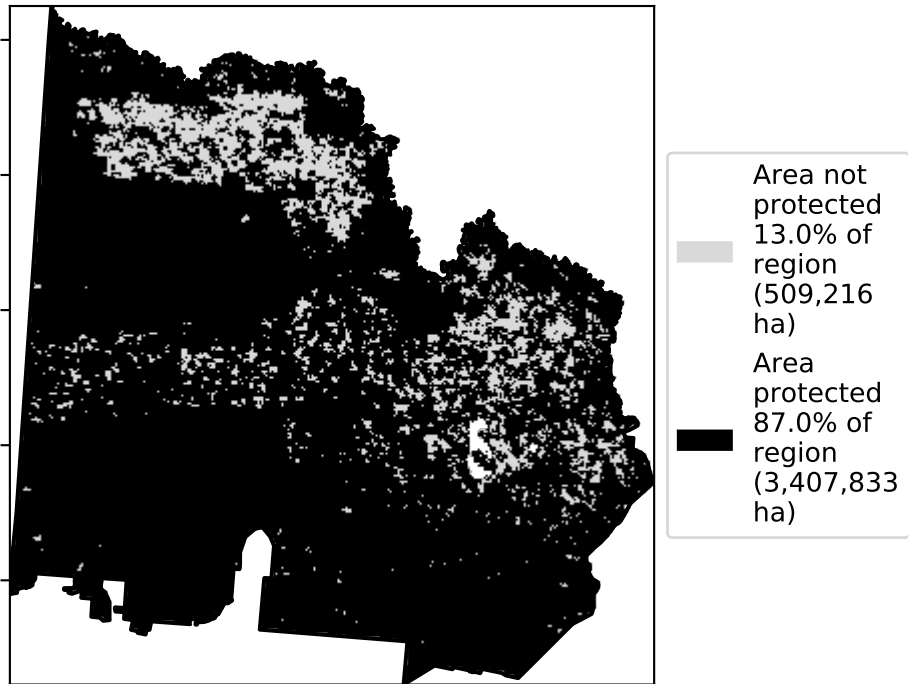 Area not
protected
13.0% of
region
(509,216
ha)
Area
protected
87.0% of
region
(3,407,833
ha)